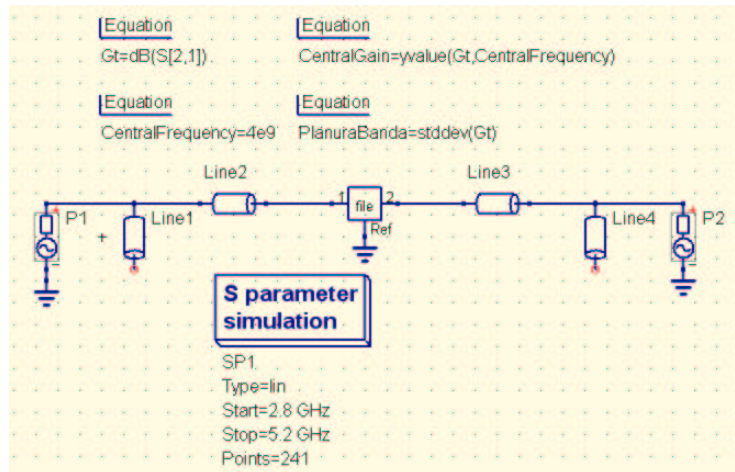 Equation
Gt=dB(S[2,1])
Equation
CentralGain=yvalue(Gt,CentralFrequency)
Equation
CentralFrequency=4e9
Equation
PlanuraBanda=stddev(Gt)
Line2
Line3
1
file
2
Ref
P1
Line1
Line4
P2
S parameter
simulation
SP1
Type=lin
Start=2.8 GHz
Stop=5.2 GHz
Points=241